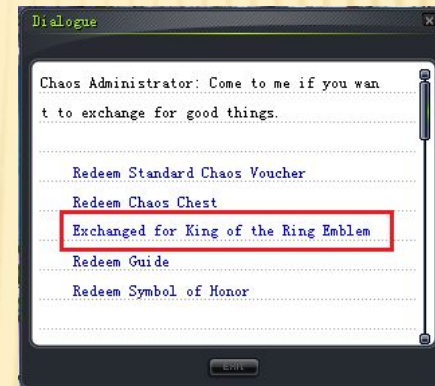 Dialogue
Chaos Administrator: Come to me if you wan
t to exchange for good things.
Redeem Standard Chaos Voucher
Redeem Chaos Chest
Exchanged for King of the Ring Emblem
Redeem Guide
Redeem Symbol of Honor
Exit